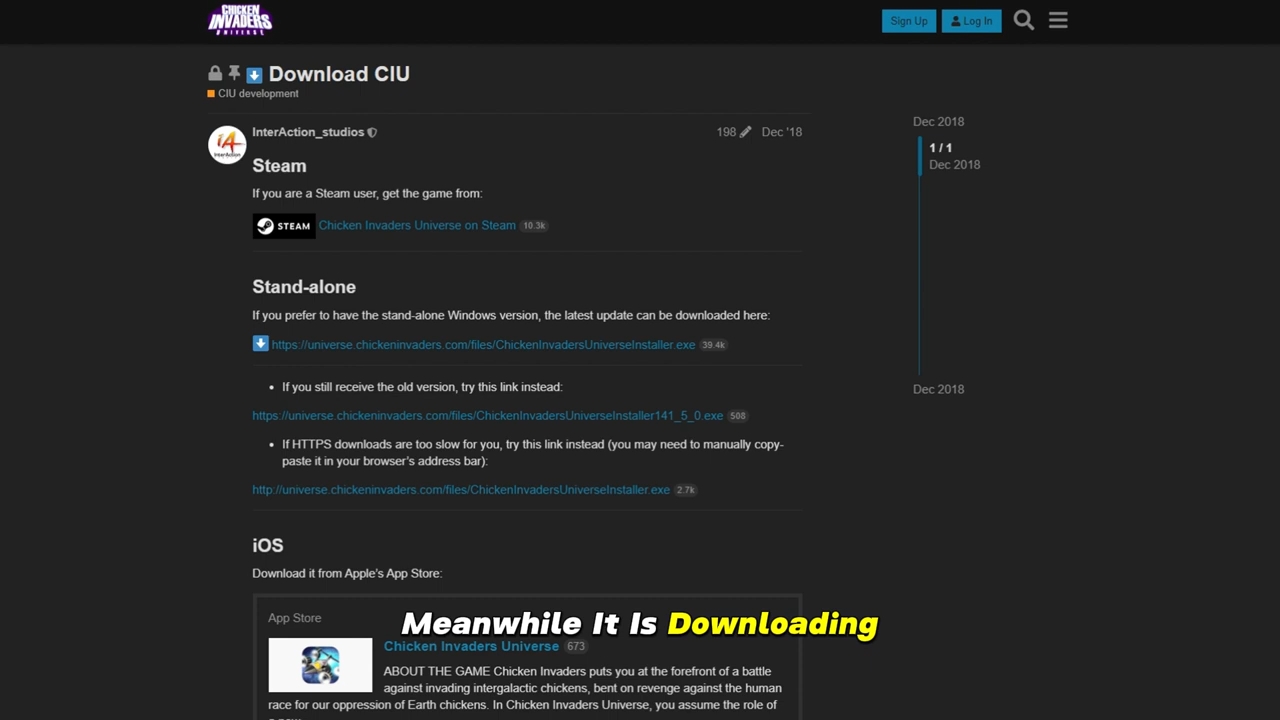 CHICKEN
INVADERS
UNIVERSE
Sign Up
Log In
Download CIU
CIU development
InterAction_studios
198
Dec '18
Dec 2018
1 / 1
Dec 2018
Dec 2018
iA
InterAction
Steam
If you are a Steam user, get the game from:
STEAM Chicken Invaders Universe on Steam 10.3k
Stand-alone
If you prefer to have the stand-alone Windows version, the latest update can be downloaded here:
https://universe.chickeninvaders.com/files/ChickenInvadersUniverseInstaller.exe 39.4k
• If you still receive the old version, try this link instead:
https://universe.chickeninvaders.com/files/ChickenInvadersUniverseInstaller141_5_0.exe 508
• If HTTPS downloads are too slow for you, try this link instead (you may need to manually copy-
paste it in your browser's address bar):
http://universe.chickeninvaders.com/files/ChickenInvadersUniverseInstaller.exe 2.7k
iOS
Download it from Apple's App Store:
App Store
Meanwhile It Is Downloading
Chicken Invaders Universe 673
ABOUT THE GAME Chicken Invaders puts you at the forefront of a battle
against invading intergalactic chickens, bent on revenge against the human
race for our oppression of Earth chickens. In Chicken Invaders Universe, you assume the role of